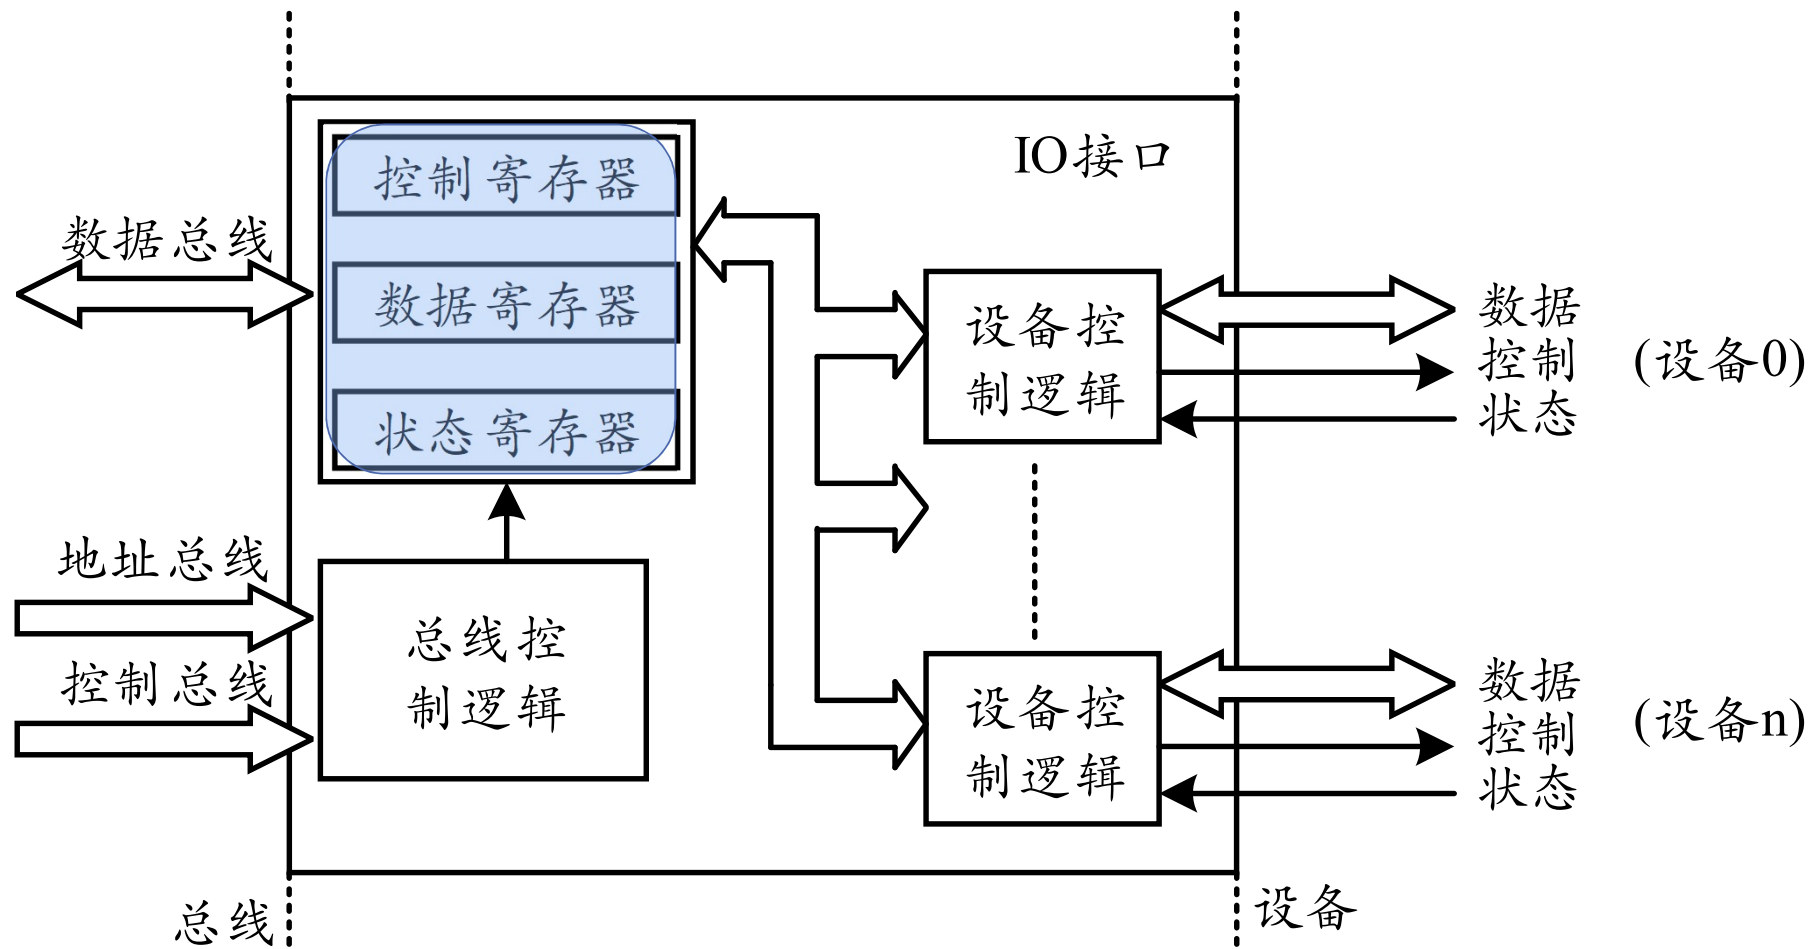 IO接口
控制寄存器
数据寄存器
状态寄存器
数据总线
地址总线
控制总线
总线控
制逻辑
设备控
制逻辑
数据
控制
状态
(设备0)
设备控
制逻辑
数据
控制
状态
(设备n)
总线
设备